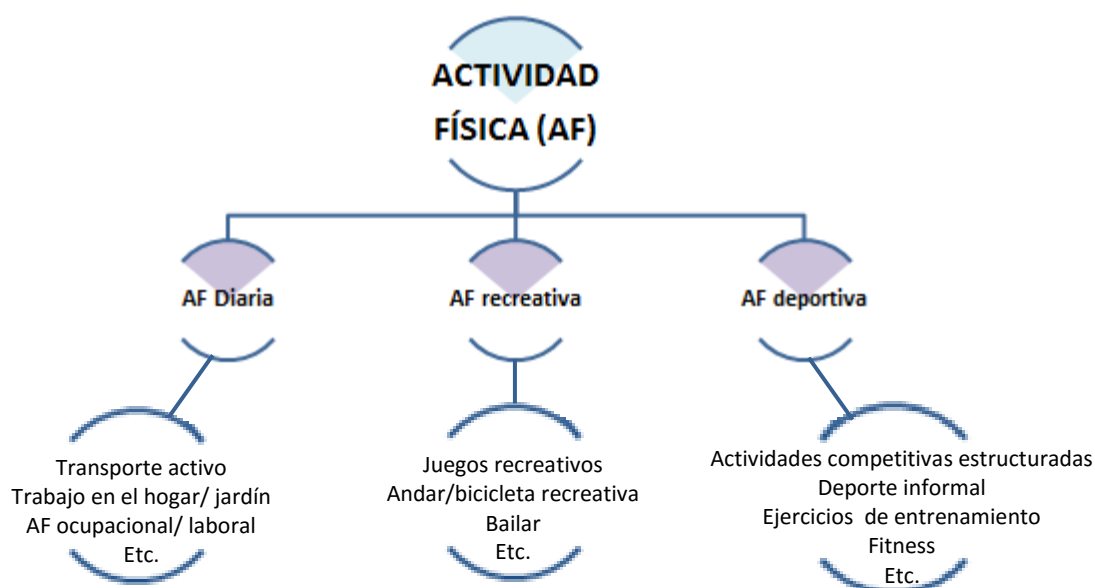 ACTIVIDAD
FÍSICA (AF)
AF Diaria
AF recreativa
AF deportiva
Transporte activo
Trabajo en el hogar/ jardín
AF ocupacional/ laboral
Etc.
Juegos recreativos
Andar/bicicleta recreativa
Bailar
Etc.
Actividades competitivas estructuradas
Deporte informal
Ejercicios  de entrenamiento
Fitness
Etc.